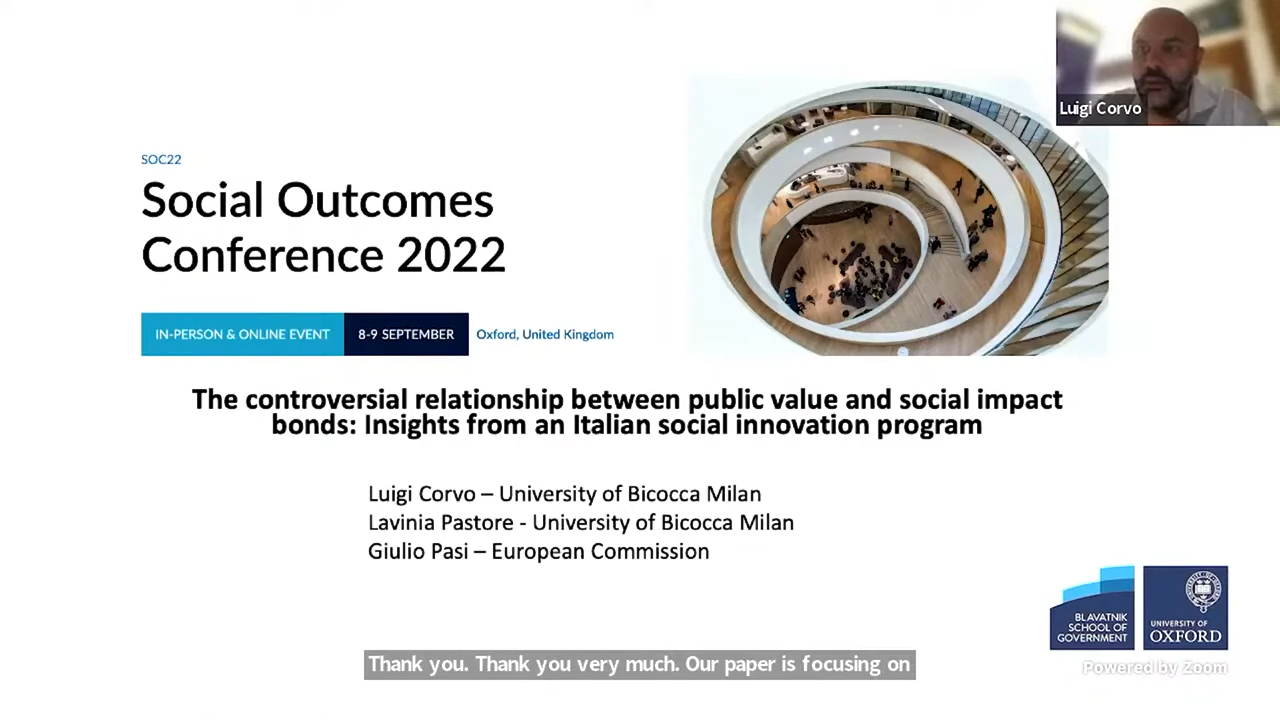 Luigi Corvo
SOC22
Social Outcomes
Conference 2022
IN-PERSON & ONLINE EVENT
8-9 SEPTEMBER
Oxford, United Kingdom
The controversial relationship between public value and social impact
bonds: Insights from an Italian social innovation program
Luigi Corvo – University of Bicocca Milan
Lavinia Pastore - University of Bicocca Milan
Giulio Pasi – European Commission
BLAVATNIK
SCHOOL OF
GOVERNMENT
UNIVERSITY OF
OXFORD
Thank you. Thank you very much. Our paper is focusing on
Powered by Zoom